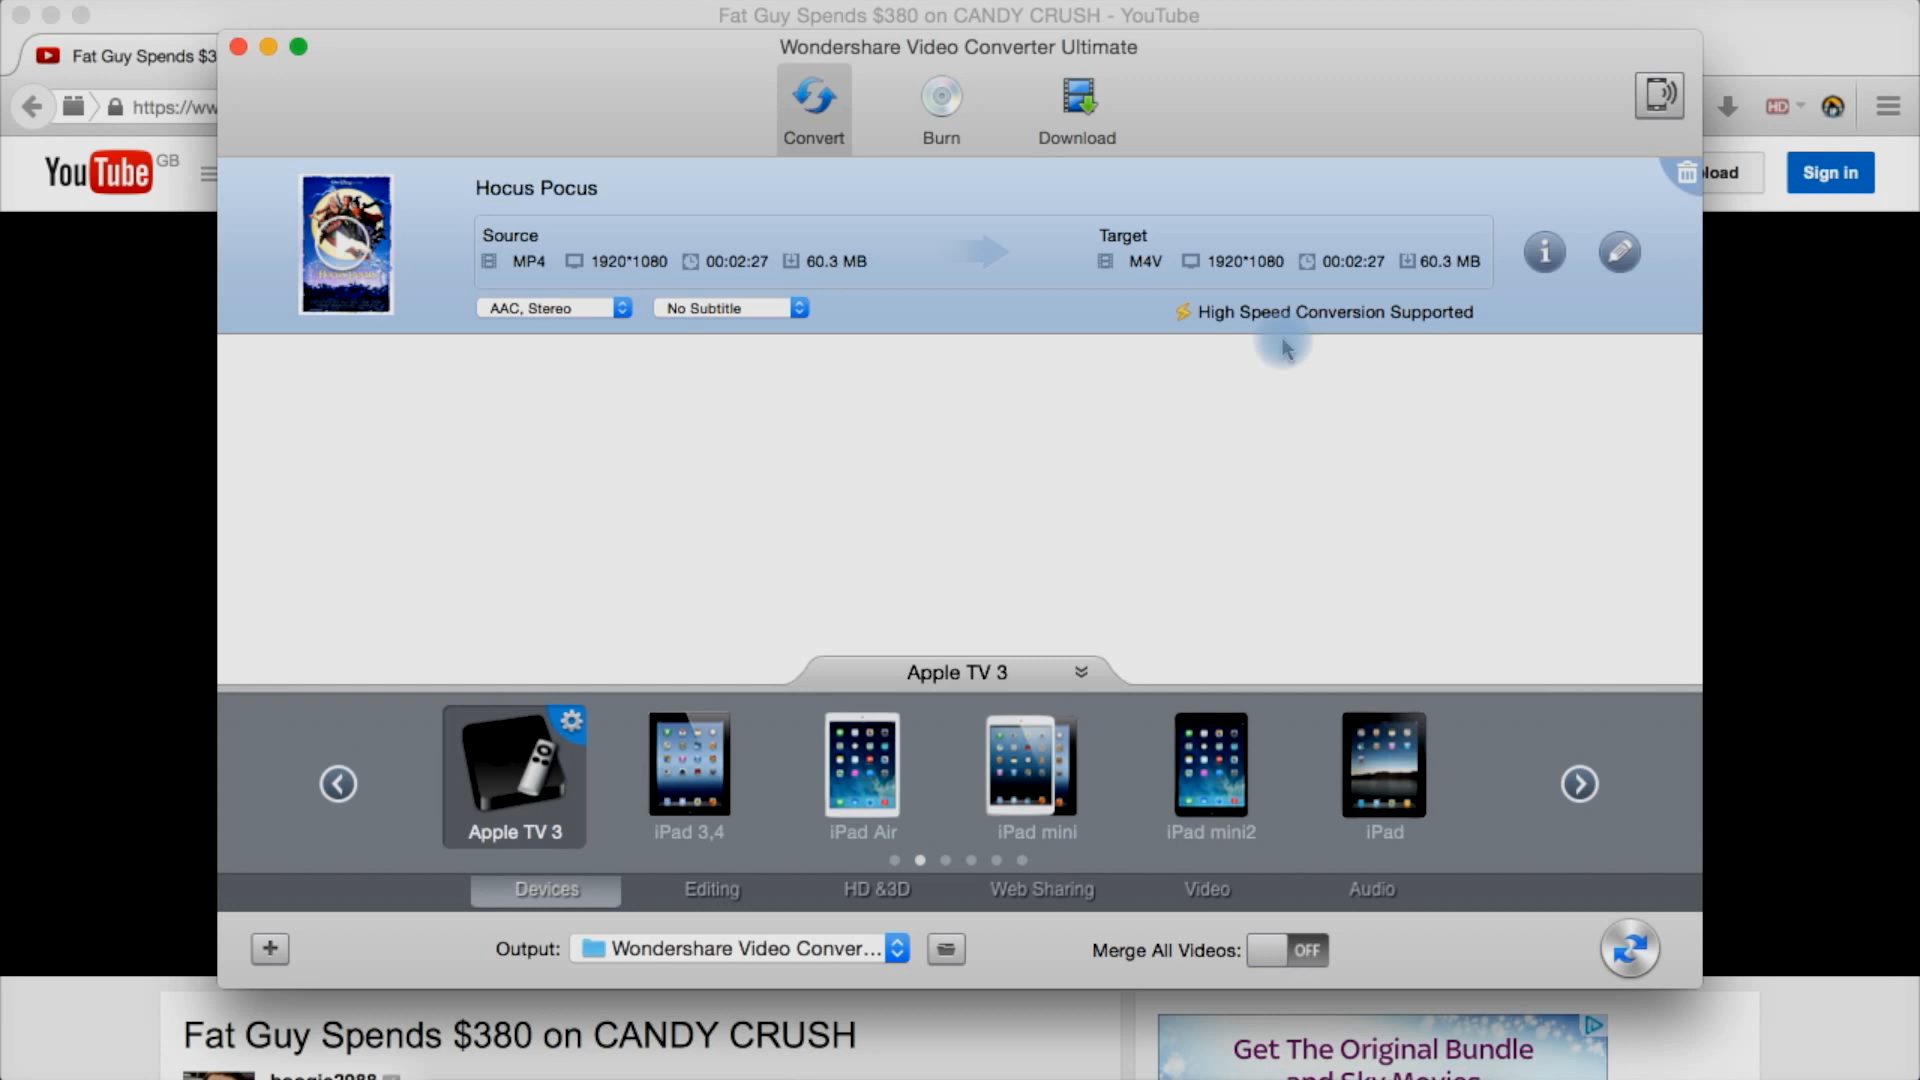 Fat Guy Spends $380 on CANDY CRUSH - YouTube
Fat Guy Spends $3
Wondershare Video Converter Ultimate
https://ww
HD
Convert
Burn
Download
YouTube GB
load
Sign in
Hocus Pocus
Source
Target
MP4 1920*1080 00:02:27 60.3 MB
M4V 1920*1080 00:02:27 60.3 MB
AAC, Stereo
No Subtitle
High Speed Conversion Supported
Apple TV 3
Apple TV 3
iPad 3,4
iPad Air
iPad mini
iPad mini2
iPad
Devices
Editing
HD &3D
Web Sharing
Video
Audio
Output:
Wondershare Video Conver...
Merge All Videos:
OFF
Fat Guy Spends $380 on CANDY CRUSH
Get The Original Bundle
and Sky Movies